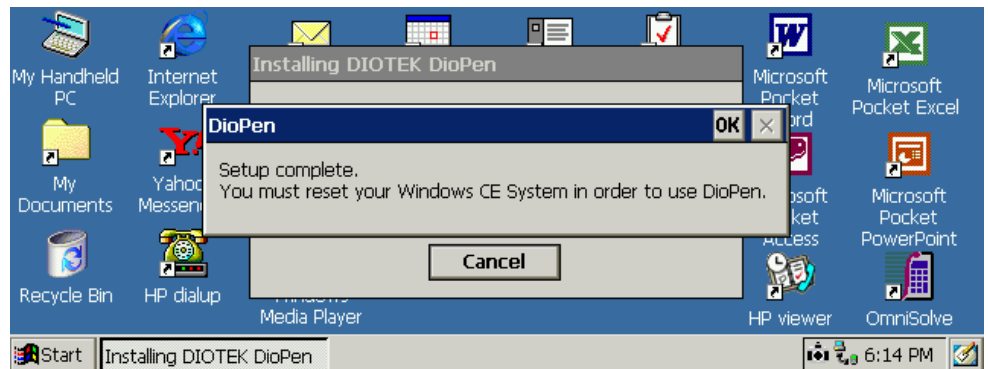 Installing DIOTEK DioPen
My Handheld
PC
Internet
Explorer
Microsoft
Pocket
Microsoft
Pocket Excel
DioPen
OK
Setup complete.
You must reset your Windows CE System in order to use DioPen.
My
Documents
Microsoft
Pocket
PowerPoint
Access
Cancel
Recycle Bin
HP dialup
Media Player
HP viewer
OmniSolve
Start
Installing DIOTEK DioPen
6:14 PM